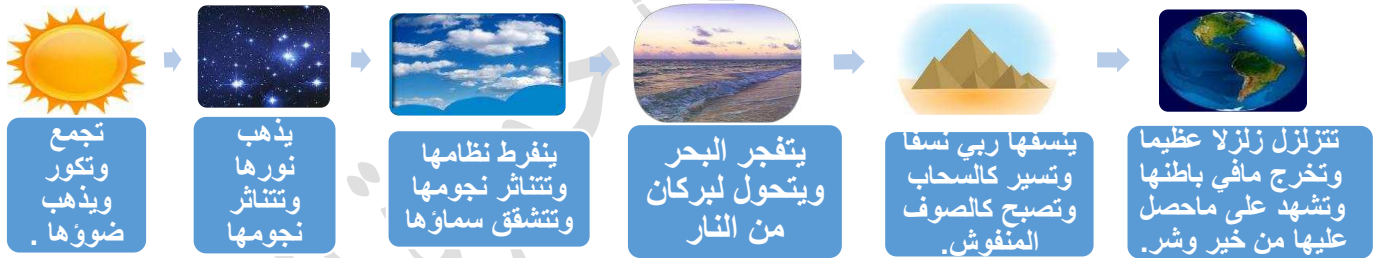 تجمع
وتكور
ويذهب
ضوؤها .
يذهب
نورها
وتتناثر
نجومها
ينفرط نظامها
وتتناثر نجومها
وتتشقق سماؤها
يتفجر البحر
ويتحول لبركان
من النار
ينسفها ربي نسفا
وتسير كالسحاب
وتصبح كالصوف
المنفوش.
تتزلزل زلزلا عظيما
وتخرج مافي باطنها
وتشهد على ماحصل
عليها من خير وشر.